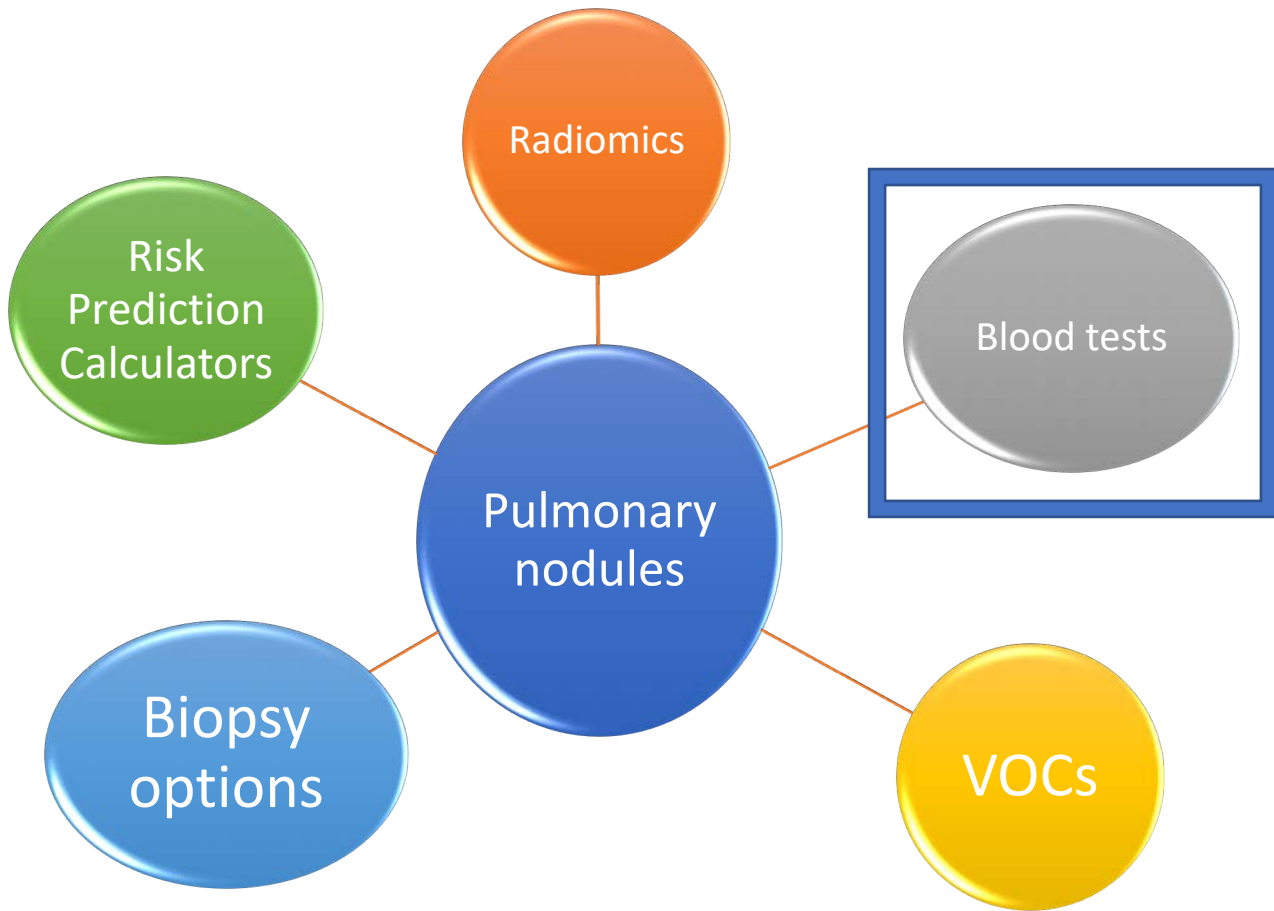 Radiomics
Risk
Prediction
Calculators
Blood tests
Pulmonary
nodules
Biopsy
options
VOCs